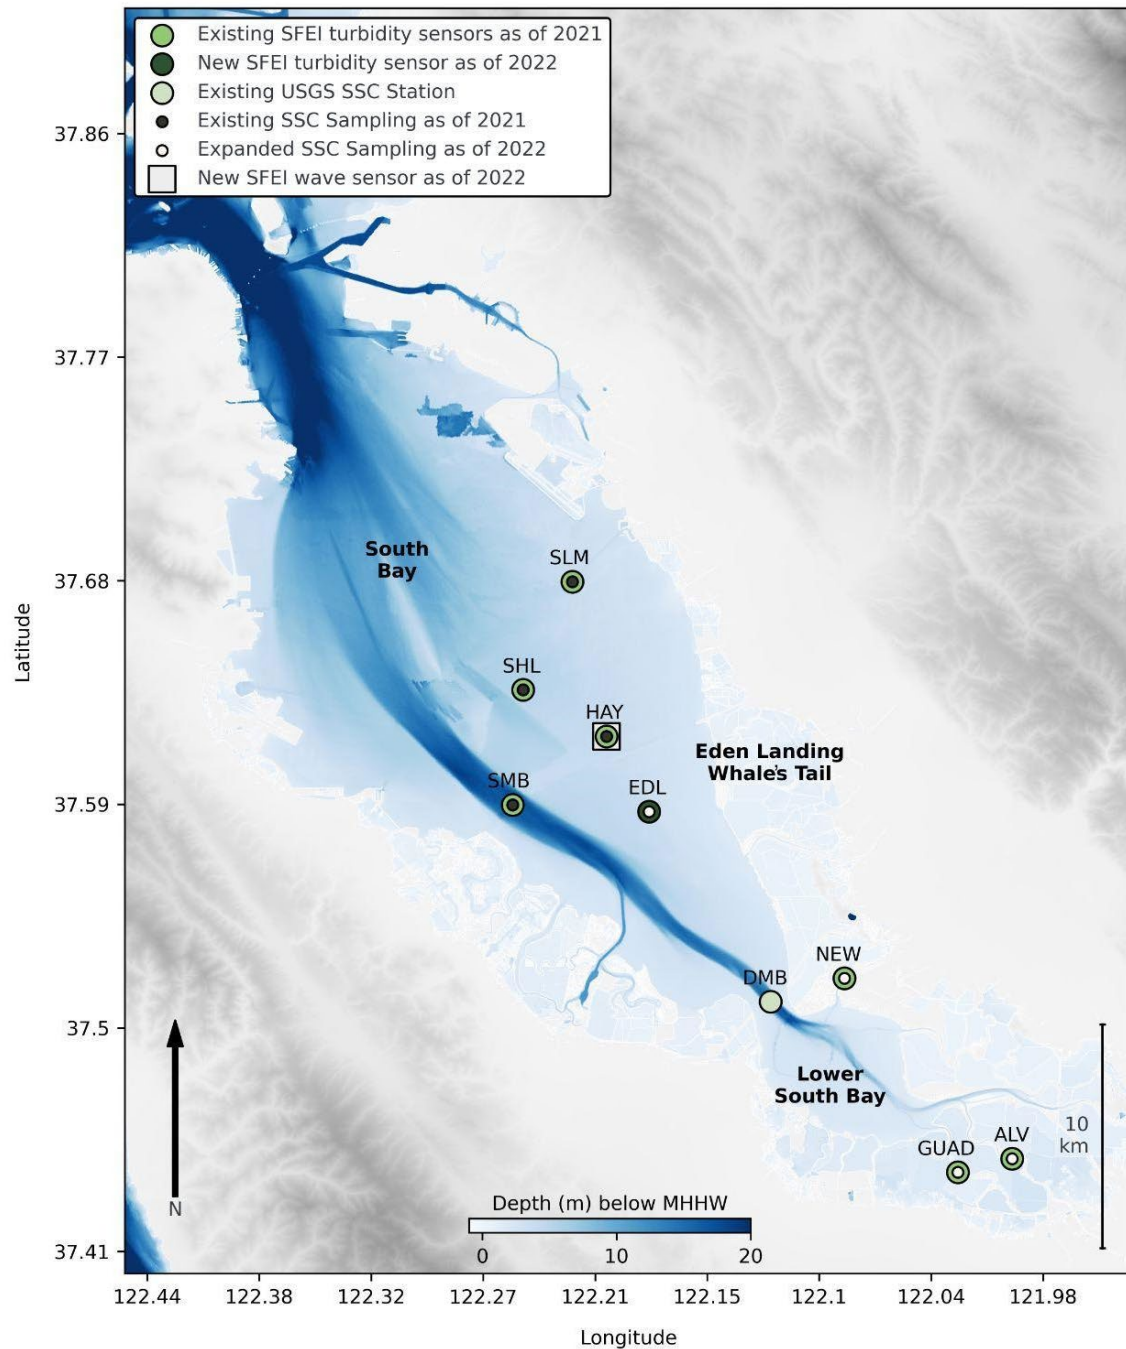 Existing SFEI turbidity sensors as of 2021
New SFEI turbidity sensor as of 2022
Existing USGS SSC Station
Existing SSC Sampling as of 2021
Expanded SSC Sampling as of 2022
New SFEI wave sensor as of 2022
37.86
37.77
37.68
37.59
37.5
37.41
Latitude
South
Bay
SLM
SHL
HAY
Eden Landing
Whale's Tail
SMB
EDL
NEW
DMB
Lower
South Bay
10
km
GUAD
ALV
N
Depth (m) below MHHW
0
10
20
122.44
122.38
122.32
122.27
122.21
122.15
122.1
122.04
121.98
Longitude